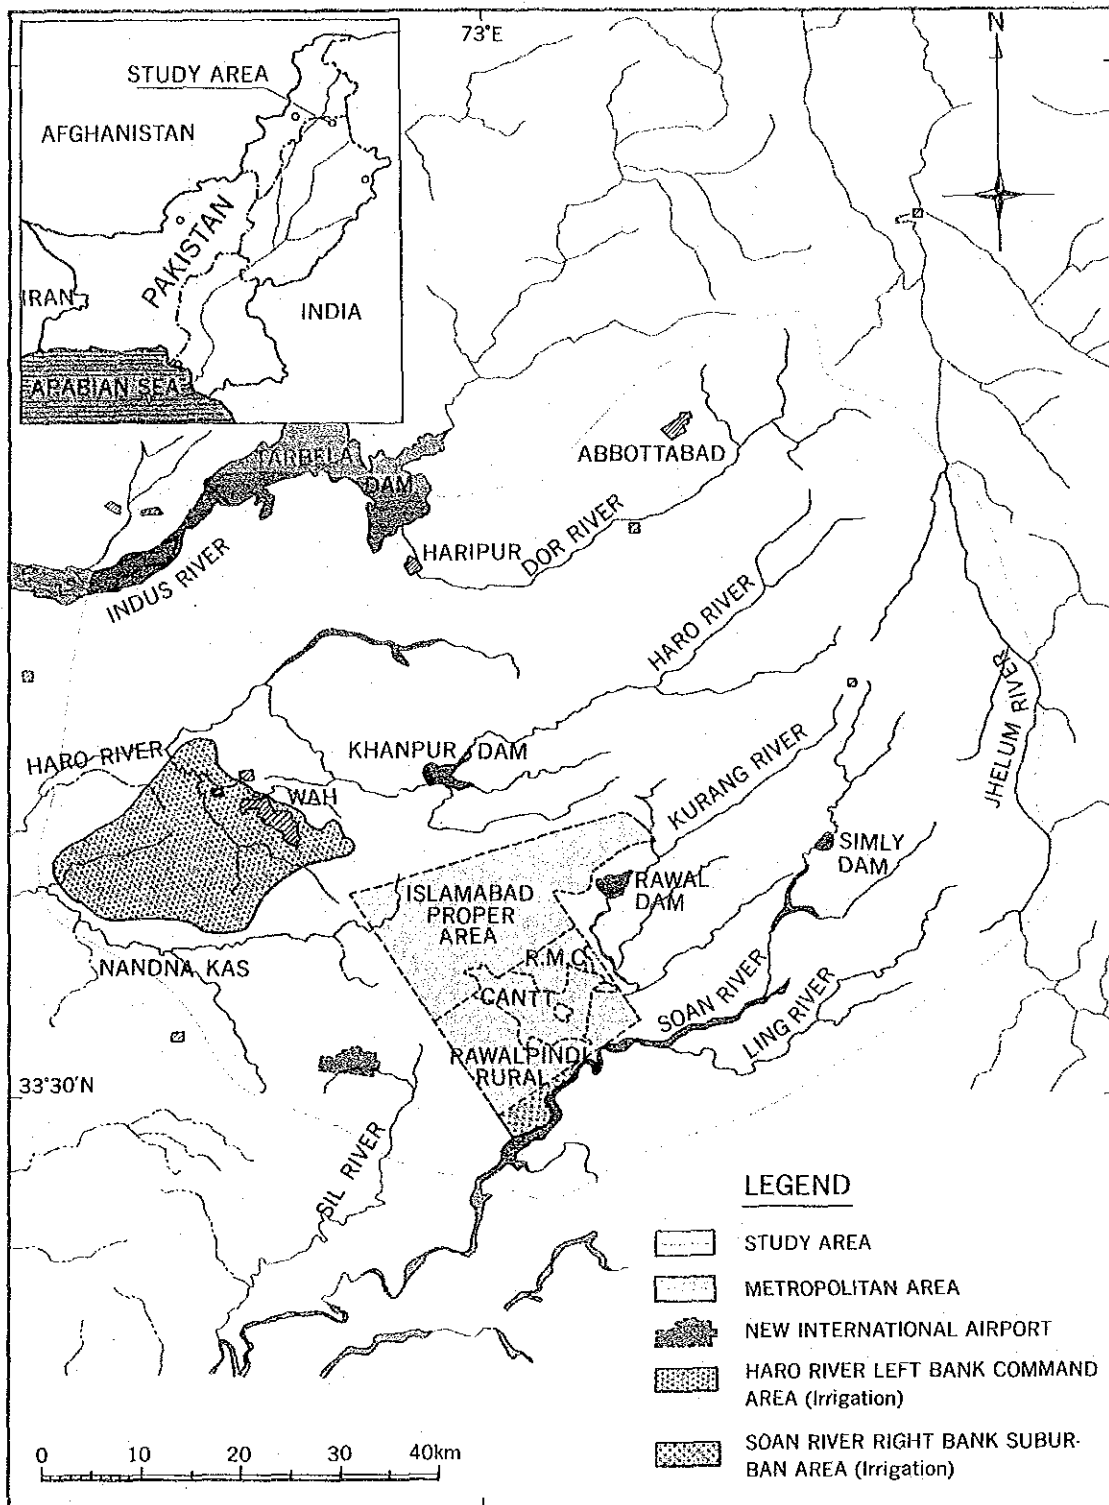 73°E
N
STUDY AREA
AFGHANISTAN
PAKISTAN
IRAN
INDIA
APABIAN SEA
TARBELA
DAM
ABBOTTABAD
HARIPUR
DOR RIVER
INDUS RIVER
HARO RIVER
JHELUM RIVER
HARO RIVER
KHANPUR DAM
WAH
KURANG RIVER
SIMLY
DAM
RAWAL
DAM
ISLAMABAD
PROPER
AREA
R.M.C.
NANDNA KAS
CANTT
SOAN RIVER
LING RIVER
RAWALPINDI
RURAL
33°30'N
SIL RIVER
LEGEND
STUDY AREA
METROPOLITAN AREA
NEW INTERNATIONAL AIRPORT
HARO RIVER LEFT BANK COMMAND
AREA (Irrigation)
SOAN RIVER RIGHT BANK SUBUR-
BAN AREA (Irrigation)
0 10 20 30 40km